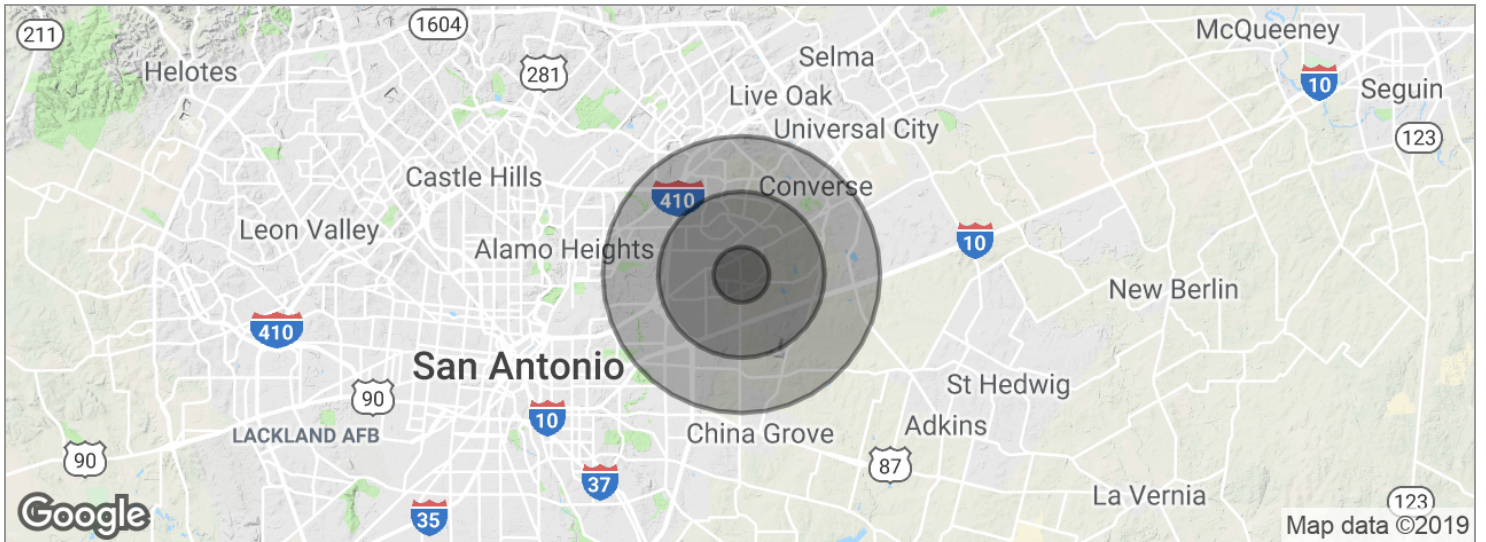 211
1604
McQueeney
Helotes
281
Selma
10
Seguin
Live Oak
Universal City
123
Castle Hills
410
Converse
Leon Valley
Alamo Heights
10
New Berlin
410
San Antonio
90
St Hedwig
10
LACKLAND AFB
China Grove
Adkins
90
87
37
La Vernia
123
35
Google
Map data ©2019